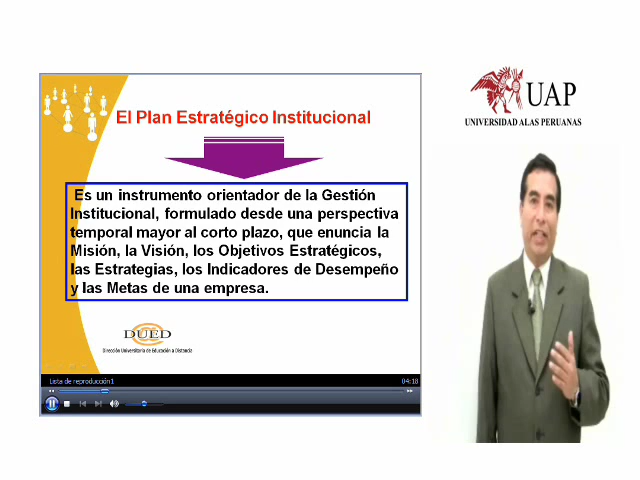 El Plan Estratégico Institucional
Es un instrumento orientador de la Gestión
Institucional, formulado desde una perspectiva
temporal mayor al corto plazo, que enuncia la
Misión, la Visión, los Objetivos Estratégicos,
las Estrategias, los Indicadores de Desempeño
y las Metas de una empresa.
DUED
Dirección Universitaria de Educación a Distancia
Lista de reproducción1
04:18
UAP
UNIVERSIDAD ALAS PERUANAS